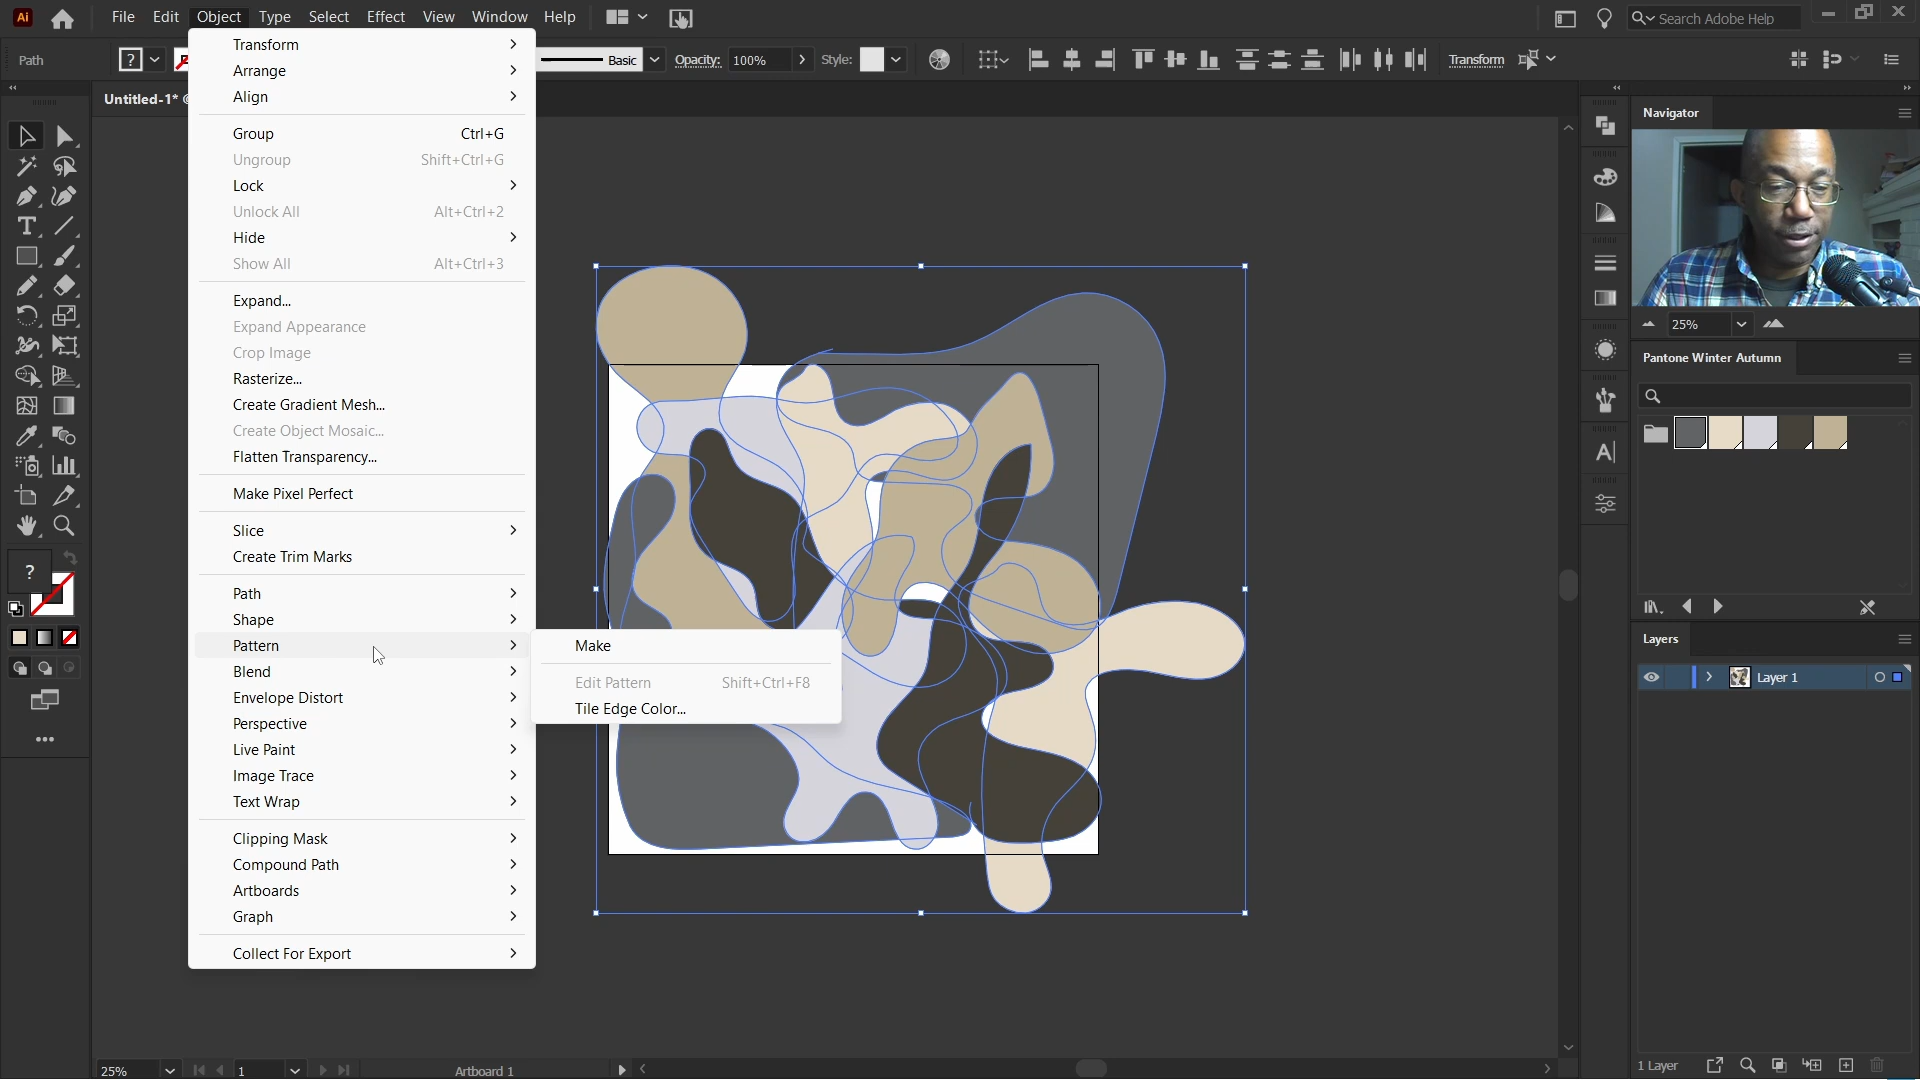 Ai
File Edit Object Type Select Effect View Window Help
Search Adobe Help
Path
?
Basic
Opacity: 100%
Style:
Transform
Untitled-1*
Transform
Arrange
Align
Group Ctrl+G
Ungroup Shift+Ctrl+G
Lock
Unlock All Alt+Ctrl+2
Hide
Show All Alt+Ctrl+3
Expand...
Expand Appearance
Crop Image
Rasterize...
Create Gradient Mesh...
Create Object Mosaic...
Flatten Transparency...
Make Pixel Perfect
Slice
Create Trim Marks
Path
Shape
Pattern
Blend
Envelope Distort
Perspective
Live Paint
Image Trace
Text Wrap
Clipping Mask
Compound Path
Artboards
Graph
Collect For Export
Make
Edit Pattern Shift+Ctrl+F8
Tile Edge Color...
?
Navigator
25%
Pantone Winter Autumn
Layers
Layer 1
1 Layer
25%
1
Artboard 1